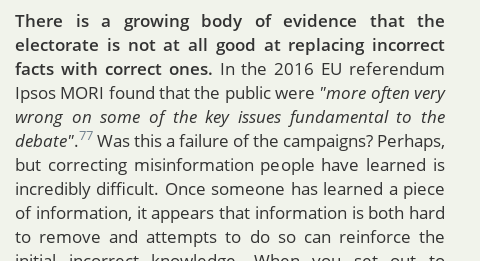 There is a growing body of evidence that the
electorate is not at all good at replacing incorrect
facts with correct ones. In the 2016 EU referendum
Ipsos MORI found that the public were "more often very
wrong on some of the key issues fundamental to the
debate".77 Was this a failure of the campaigns? Perhaps,
but correcting misinformation people have learned is
incredibly difficult. Once someone has learned a piece
of information, it appears that information is both hard
to remove and attempts to do so can reinforce the
initial incorrect knowledge. When you set out to